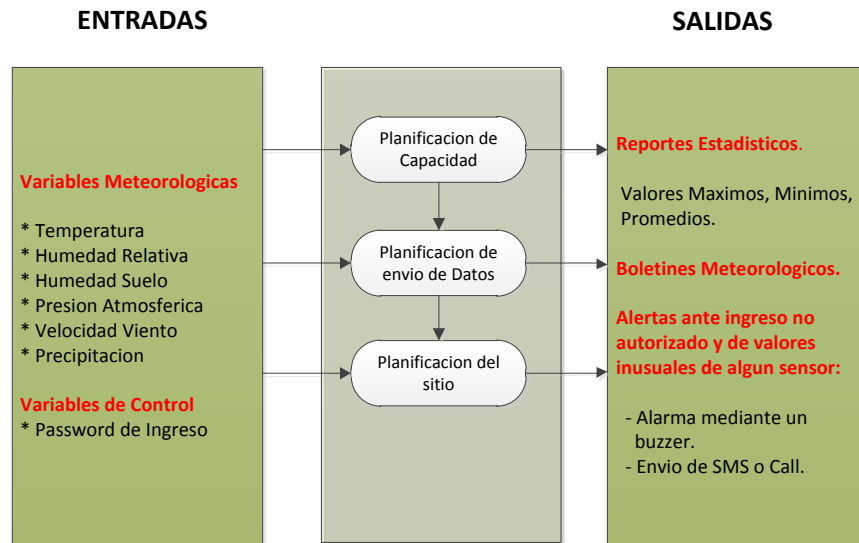 ENTRADAS
SALIDAS
Variables Meteorologicas
* Temperatura
* Humedad Relativa
* Humedad Suelo
* Presion Atmosferica
* Velocidad Viento
* Precipitacion
Variables de Control
* Password de Ingreso
Planificacion de
Capacidad
Planificacion de
envio de Datos
Planificacion del
sitio
Reportes Estadisticos.
Valores Maximos, Minimos,
Promedios.
Boletines Meteorologicos.
Alertas ante ingreso no
autorizado y de valores
inusuales de algun sensor:
- Alarma mediante un
buzzer.
- Envio de SMS o Call.